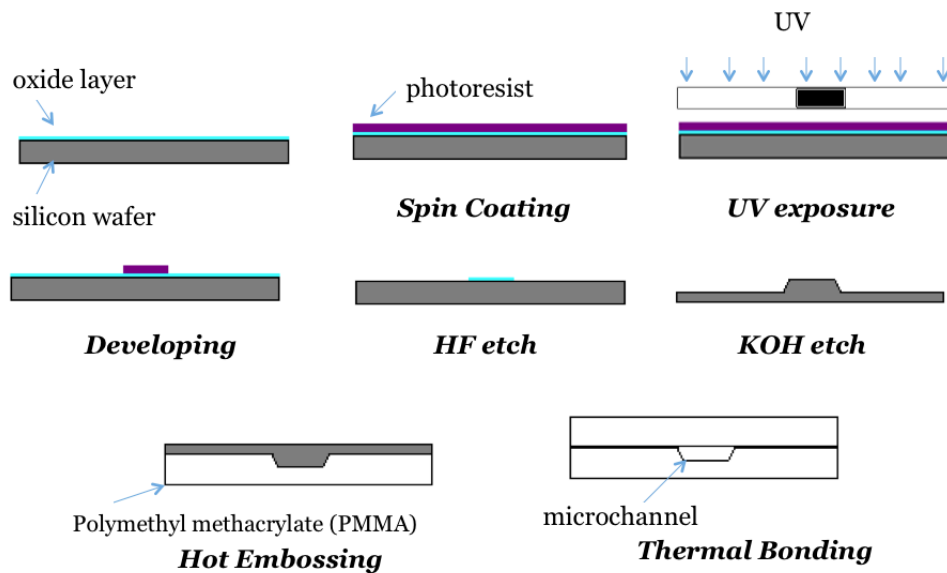 UV
oxide layer
photoresist
silicon wafer
Spin Coating
UV exposure
Developing
HF etch
KOH etch
Polymethyl methacrylate (PMMA)
microchannel
Hot Embossing
Thermal Bonding